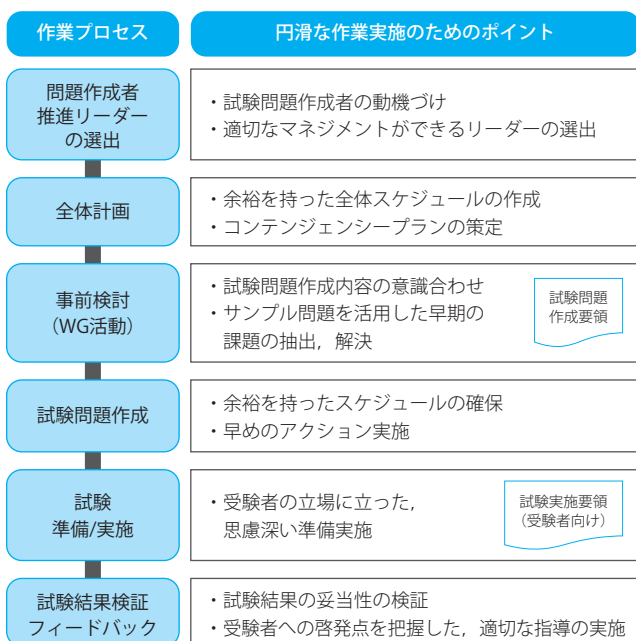 作業プロセス
円滑な作業実施のためのポイント
問題作成者
推進リーダー
の選出
・試験問題作成者の動機づけ
・適切なマネジメントができるリーダーの選出
全体計画
・余裕を持った全体スケジュールの作成
・コンテンジェンシープランの策定
事前検討
（WG活動）
・試験問題作成内容の意識合わせ
・サンプル問題を活用した早期の
課題の抽出，解決
試験問題
作成要領
試験問題作成
・余裕を持ったスケジュールの確保
・早めのアクション実施
試験
準備/実施
・受験者の立場に立った，
思慮深い準備実施
試験実施要領
（受験者向け）
試験結果検証
フィードバック
・試験結果の妥当性の検証
・受験者への啓発点を把握した，適切な指導の実施